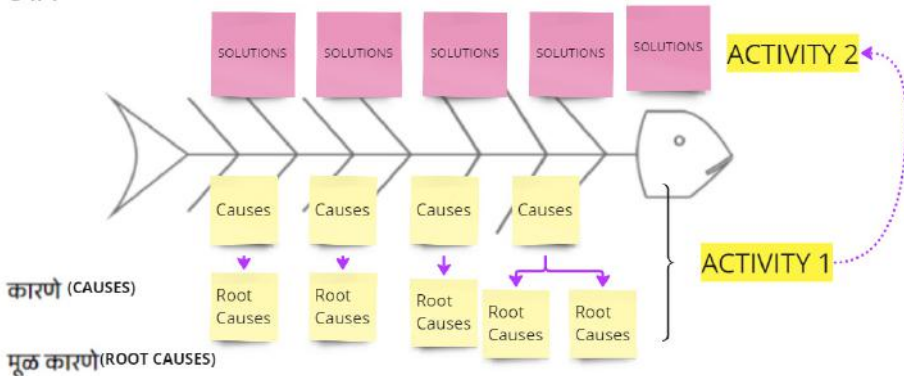 SOLUTIONS
SOLUTIONS
SOLUTIONS
SOLUTIONS
SOLUTIONS
ACTIVITY 2
Causes
Causes
Causes
Causes
ACTIVITY 1
कारणे (CAUSES)
Root
Causes
Root
Causes
Root
Causes
Root
Causes
Root
Causes
मूळ कारणे(ROOT CAUSES)